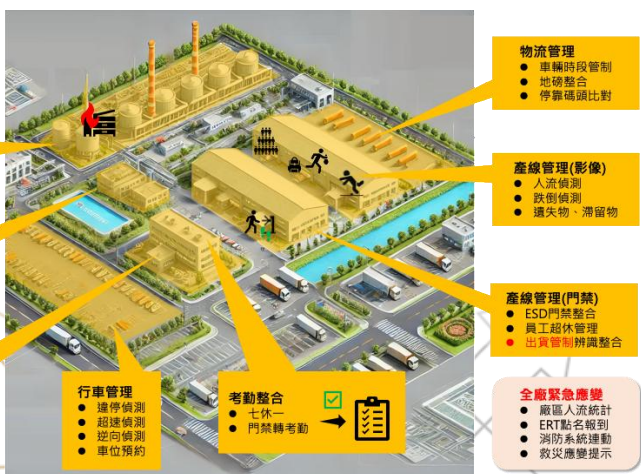 物流管理
● 車輛時段管制
● 地磅整合
● 停靠碼頭比對
產線管理(影像)
● 人流偵測
● 跌倒偵測
● 遺失物、滯留物
產線管理(門禁)
● ESD門禁整合
● 員工超休管理
● 出貨管制辨識整合
行車管理
● 違停偵測
● 超速偵測
● 逆向偵測
● 車位預約
考勤整合
● 七休一
● 門禁轉考勤
全廠緊急應變
● 廠區人流統計
● ERT點名報到
● 消防系統連動
● 救災應變提示